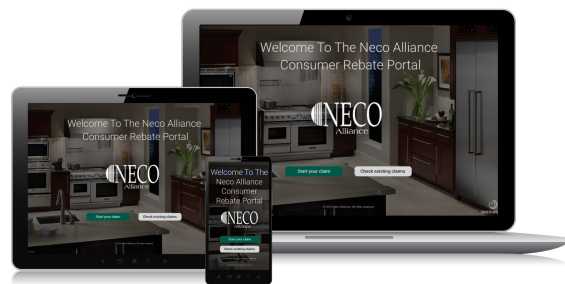 Welcome To The Neco Alliance
Consumer Rebate Portal
NECO
Alliance
Start your claim
Check existing claims
Welcome To The Neco Alliance
Consumer Rebate Portal
NECO
Alliance
Start your claim
Check existing claims
Welcome To The
Neco Alliance
Consumer
Rebate Portal
NECO
Alliance
Start your claim
Check existing claims